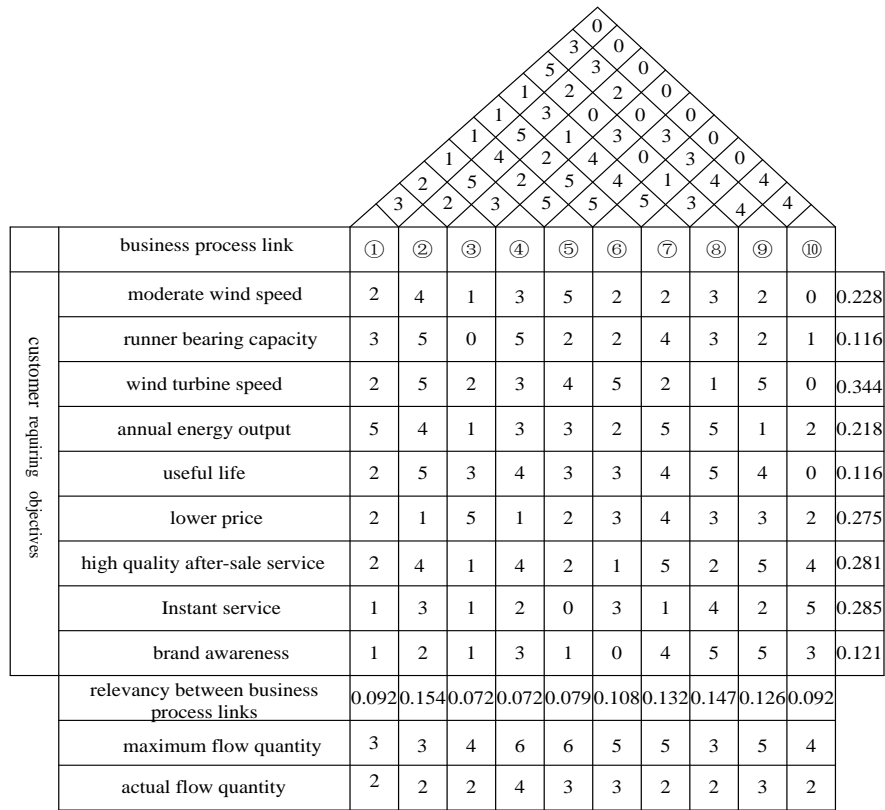 0
3 0
5 3 0
1 2 2 0
1 3 0 0 0
1 5 1 3 3 0
1 4 2 4 0 3 0
2 5 2 5 4 1 4 4
3 2 3 5 5 5 3 4 4
business process link ① ② ③ ④ ⑤ ⑥ ⑦ ⑧ ⑨ ⑩
customer requiring objectives
moderate wind speed 2 4 1 3 5 2 2 3 2 0 0.228
runner bearing capacity 3 5 0 5 2 2 4 3 2 1 0.116
wind turbine speed 2 5 2 3 4 5 2 1 5 0 0.344
annual energy output 5 4 1 3 3 2 5 5 1 2 0.218
useful life 2 5 3 4 3 3 4 5 4 0 0.116
lower price 2 1 5 1 2 3 4 3 3 2 0.275
high quality after-sale service 2 4 1 4 2 1 5 2 5 4 0.281
Instant service 1 3 1 2 0 3 1 4 2 5 0.285
brand awareness 1 2 1 3 1 0 4 5 5 3 0.121
relevancy between business
process links
0.092 0.154 0.072 0.072 0.079 0.108 0.132 0.147 0.126 0.092
maximum flow quantity 3 3 4 6 6 5 5 3 5 4
actual flow quantity 2 2 2 4 3 3 2 2 3 2